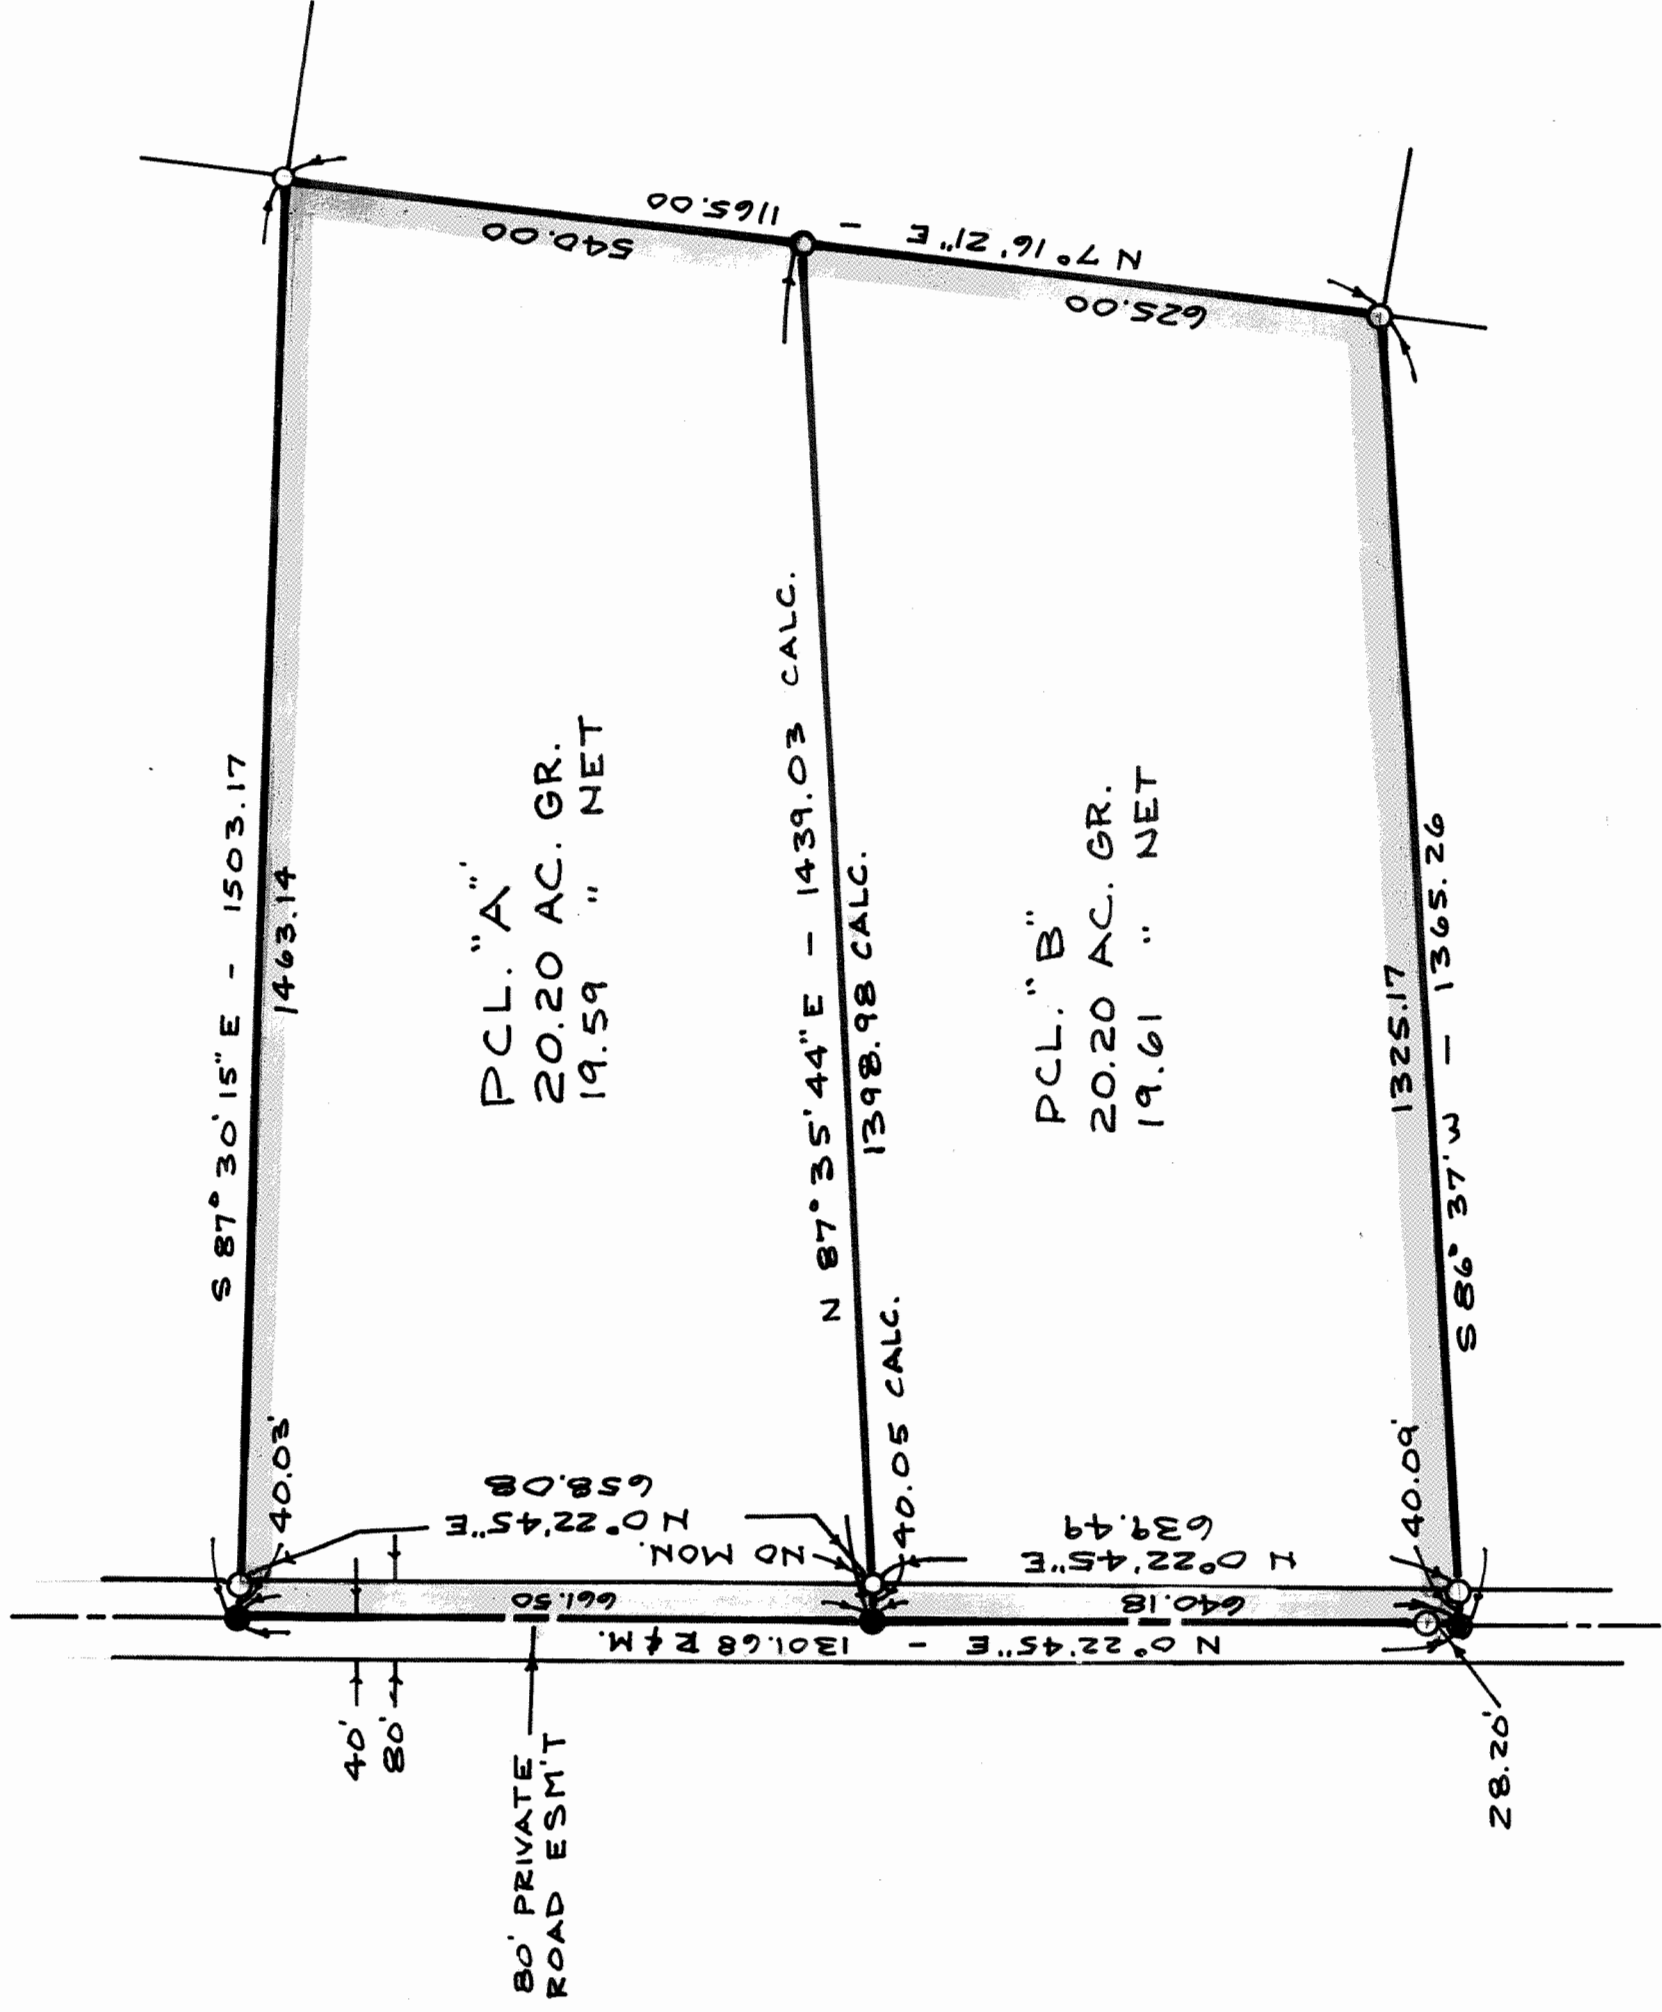 S 87° 30' 15" E - 1503.17
1463.14
40.03'
PCL. "A"
20.20 AC. GR.
19.59 " NET
N 87° 35' 44" E - 1439.03 CALC.
1398.98 CALC.
40.05 CALC.
PCL. "B"
20.20 AC. GR.
19.61 " NET
1325.17
40.09'
S 86° 37' W - 1365.26
N 7° 16' 21" E - 1165.00
540.00
625.00
N 0° 22' 45" E
658.08
NO MON.
N 0° 22' 45" E
639.49
661.50
640.18
N 0° 22' 45" E - 1301.68 R & M.
40'
80'
80' PRIVATE
ROAD ESM'T
28.20'